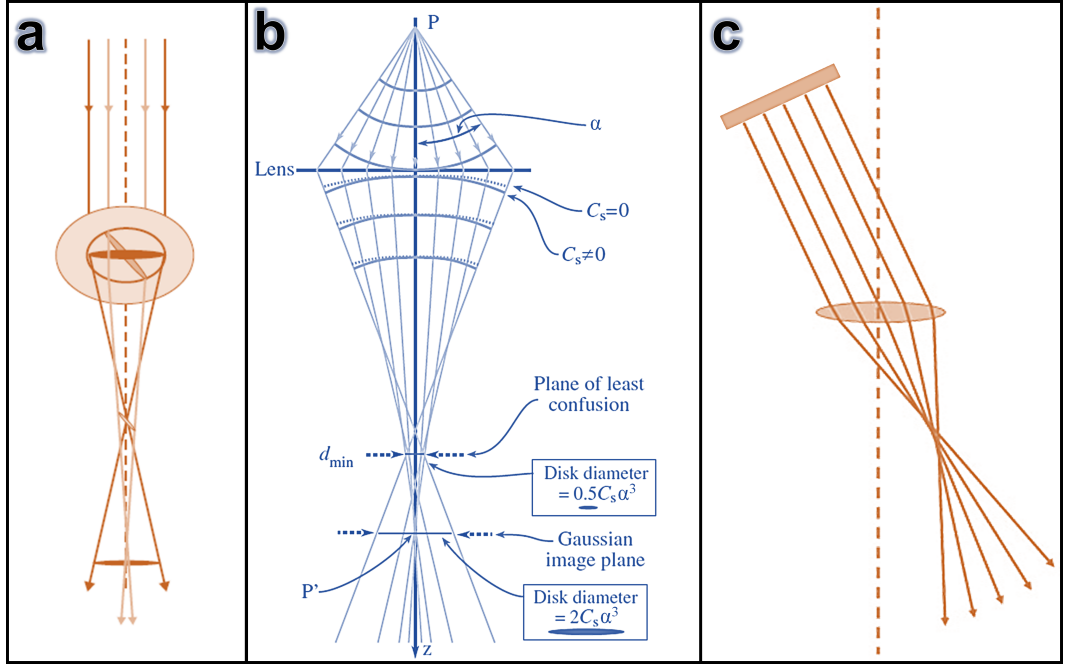 a
b
c
P
α
Lens
Cs=0
Cs≠0
Plane of least
confusion
dmin
Disk diameter
= 0.5Csα³
Gaussian
image plane
P'
Disk diameter
= 2Csα³
z